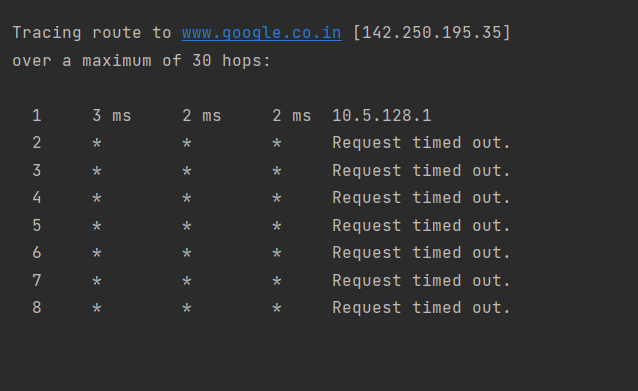 Tracing route to www.google.co.in [142.250.195.35]
over a maximum of 30 hops:
1 3 ms 2 ms 2 ms 10.5.128.1
2 * * * Request timed out.
3 * * * Request timed out.
4 * * * Request timed out.
5 * * * Request timed out.
6 * * * Request timed out.
7 * * * Request timed out.
8 * * * Request timed out.